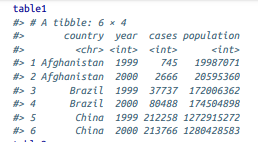 table1
#> # A tibble: 6 × 4
#> country year cases population
#> <chr> <int> <int> <int>
#> 1 Afghanistan 1999 745 19987071
#> 2 Afghanistan 2000 2666 20595360
#> 3 Brazil 1999 37737 172006362
#> 4 Brazil 2000 80488 174504898
#> 5 China 1999 212258 1272915272
#> 6 China 2000 213766 1280428583